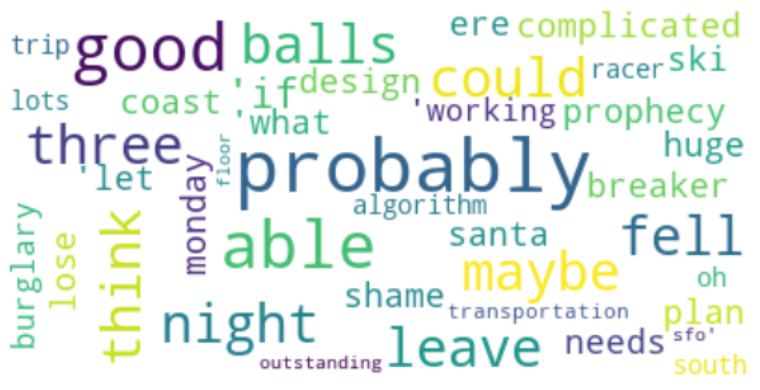 trip good balls ere complicated
lots coast 'if design could racer ski
three 'what 'working prophecy
'let monday floor probably huge
algorithm breaker
burglary lose think able santa fell
maybe oh
night shame transportation plan
outstanding leave needs sfo'
south